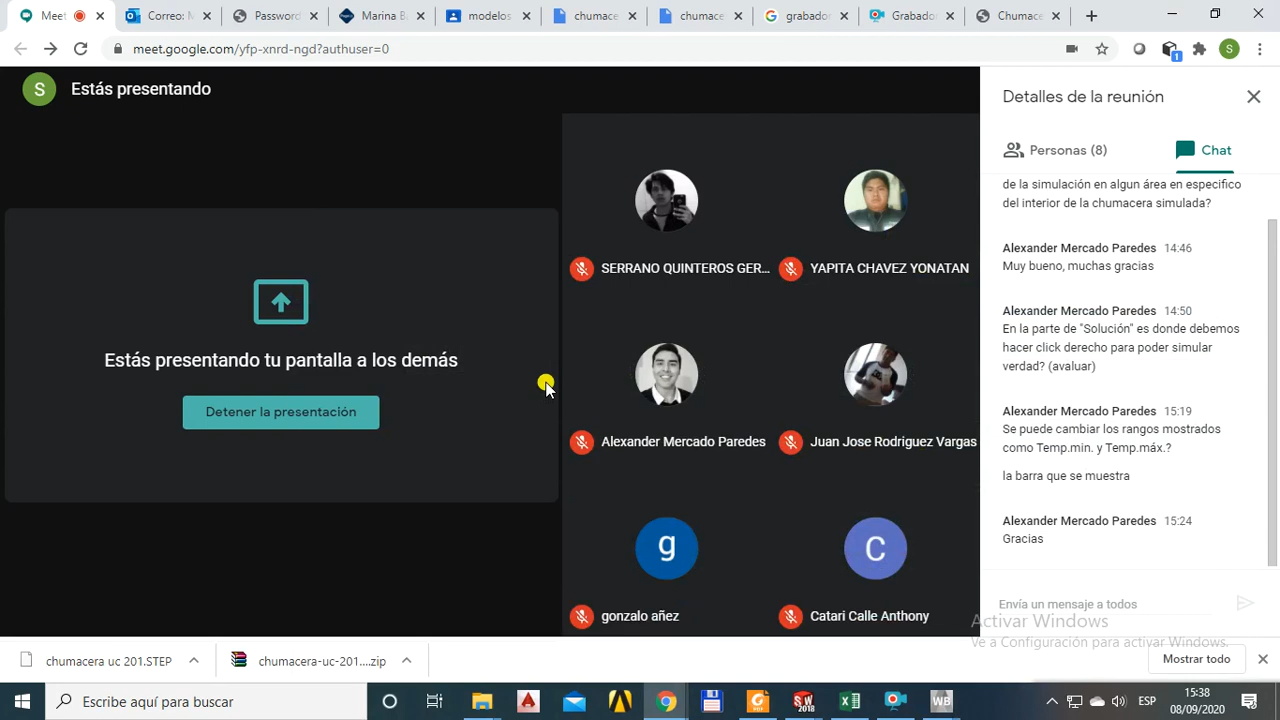 Meet
Correo: M
Password
Marina B
modelos
chumace
chumace
grabado
Grabado
Chumac
meet.google.com/yfp-xnrd-ngd?authuser=0
1
S
S
Estás presentando
Detalles de la reunión
Personas (8)
Chat
de la simulación en algun área en especifico
del interior de la chumacera simulada?
Alexander Mercado Paredes 14:46
Muy bueno, muchas gracias
Alexander Mercado Paredes 14:50
En la parte de "Solución" es donde debemos
hacer click derecho para poder simular
verdad? (avaluar)
Alexander Mercado Paredes 15:19
Se puede cambiar los rangos mostrados
como Temp.min. y Temp.máx.?
la barra que se muestra
Alexander Mercado Paredes 15:24
Gracias
Envía un mensaje a todos
Estás presentando tu pantalla a los demás
Detener la presentación
SERRANO QUINTEROS GER...
YAPITA CHAVEZ YONATAN
Alexander Mercado Paredes
Juan Jose Rodriguez Vargas
g
C
gonzalo añez
Catari Calle Anthony
Activar Windows
Ve a Configuración para activar Windows.
chumacera uc 201.STEP
chumacera-uc-201....zip
Mostrar todo
Escribe aquí para buscar
SW
2018
WB
ESP
15:38
08/09/2020